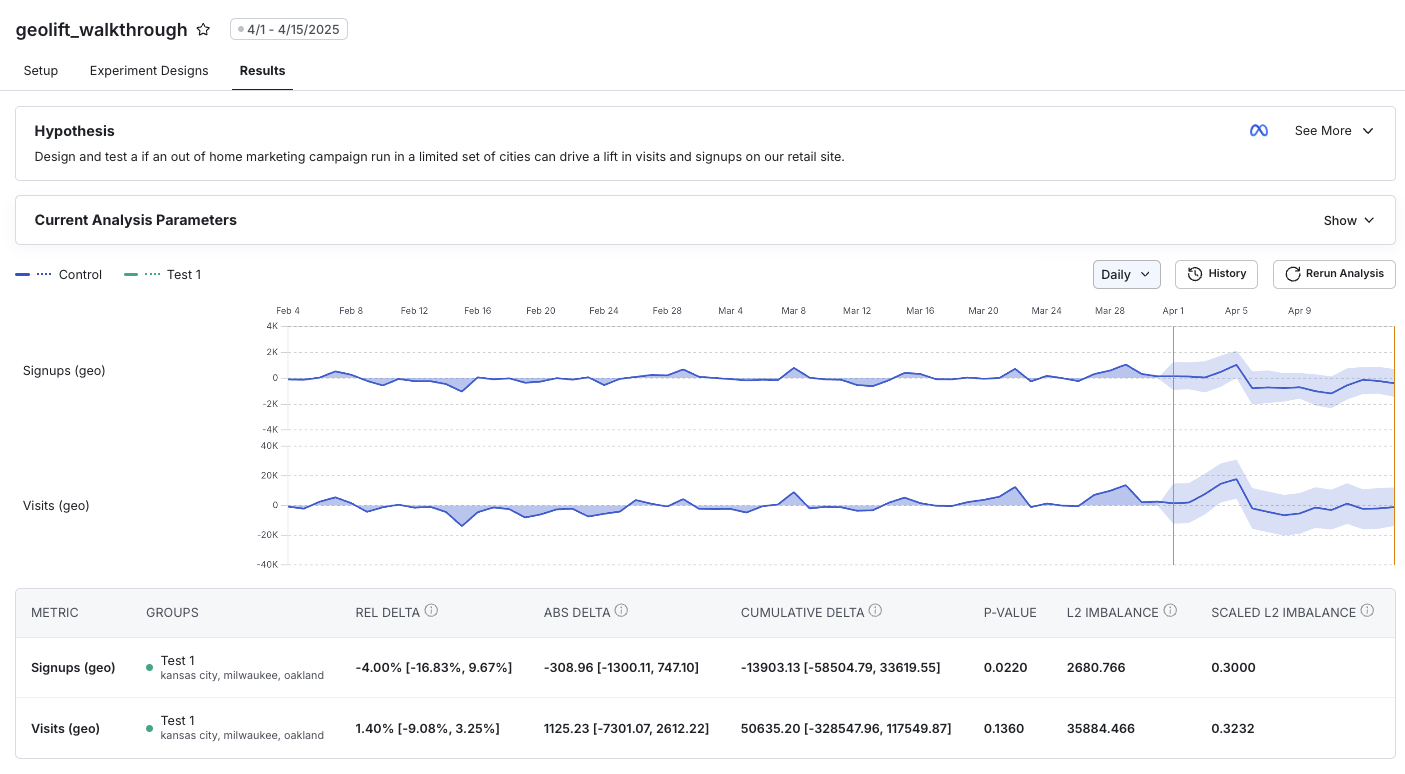 geolift_walkthrough 4/1 - 4/15/2025
Setup Experiment Designs Results
Hypothesis See More
Design and test a if an out of home marketing campaign run in a limited set of cities can drive a lift in visits and signups on our retail site.
Current Analysis Parameters Show
Control Test 1 Daily History Rerun Analysis
Feb 4 Feb 8 Feb 12 Feb 16 Feb 20 Feb 24 Feb 28 Mar 4 Mar 8 Mar 12 Mar 16 Mar 20 Mar 24 Mar 28 Apr 1 Apr 5 Apr 9
4K
2K
Signups (geo)
0
-2K
-4K
40K
20K
Visits (geo)
0
-20K
-40K
METRIC GROUPS REL DELTA ABS DELTA CUMULATIVE DELTA P-VALUE L2 IMBALANCE SCALED L2 IMBALANCE
Signups (geo) Test 1 -4.00% [-16.83%, 9.67%] -308.96 [-1300.11, 747.10] -13903.13 [-58504.79, 33619.55] 0.0220 2680.766 0.3000
kansas city, milwaukee, oakland
Visits (geo) Test 1 1.40% [-9.08%, 3.25%] 1125.23 [-7301.07, 2612.22] 50635.20 [-328547.96, 117549.87] 0.1360 35884.466 0.3232
kansas city, milwaukee, oakland